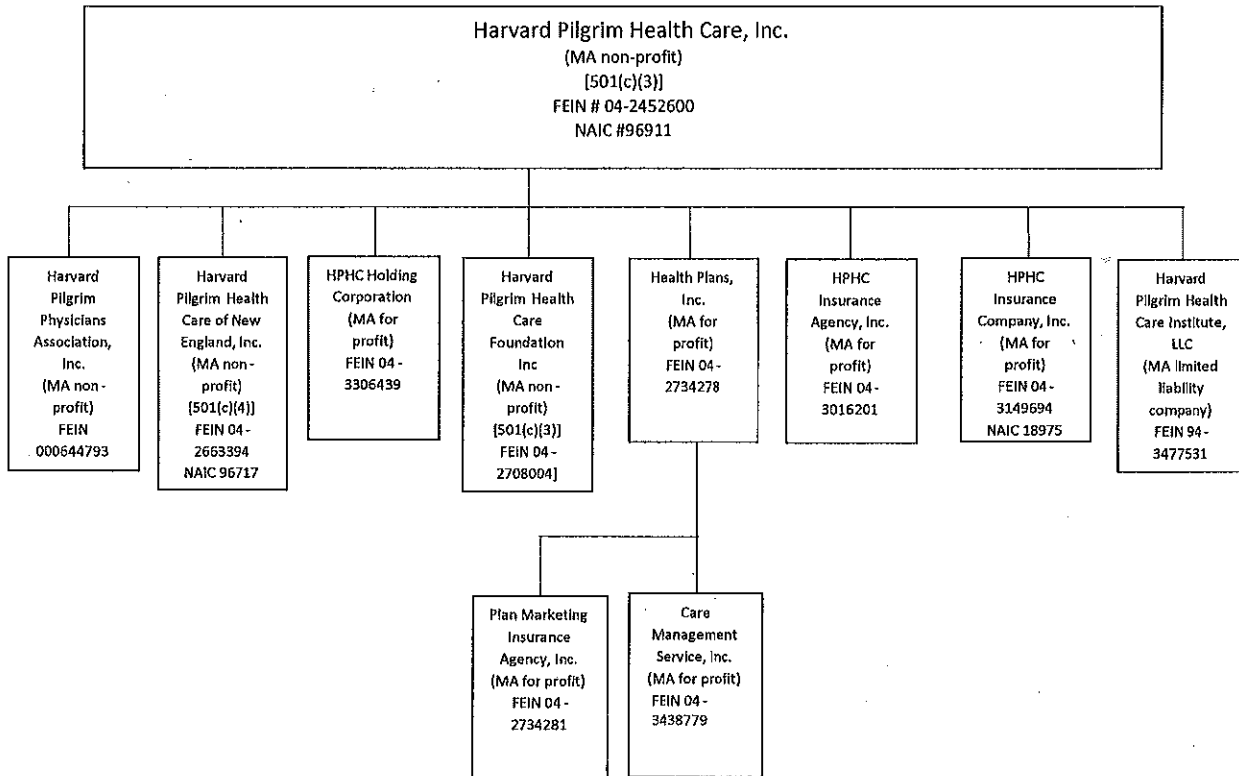 Harvard Pilgrim Health Care, Inc.
(MA non-profit)
[501(c)(3)]
FEIN # 04-2452600
NAIC #96911
Harvard
Pilgrim
Physicians
Association,
Inc.
(MA non-
profit)
FEIN
000644793
Harvard
Pilgrim Health
Care of New
England, Inc.
(MA non-
profit)
[501(c)(4)]
FEIN 04-
2663394
NAIC 96717
HPHC Holding
Corporation
(MA for
profit)
FEIN 04-
3306439
Harvard
Pilgrim Health
Care
Foundation
Inc
(MA non-
profit)
[501(c)(3)]
FEIN 04-
2708004]
Health Plans,
Inc.
(MA for
profit)
FEIN 04-
2734278
HPHC
Insurance
Agency, Inc.
(MA for
profit)
FEIN 04-
3016201
HPHC
Insurance
Company, Inc.
(MA for
profit)
FEIN 04-
3149694
NAIC 18975
Harvard
Pilgrim Health
Care Institute,
LLC
(MA limited
liability
company)
FEIN 94-
3477531
Plan Marketing
Insurance
Agency, Inc.
(MA for profit)
FEIN 04-
2734281
Care
Management
Service, Inc.
(MA for profit)
FEIN 04-
3438779